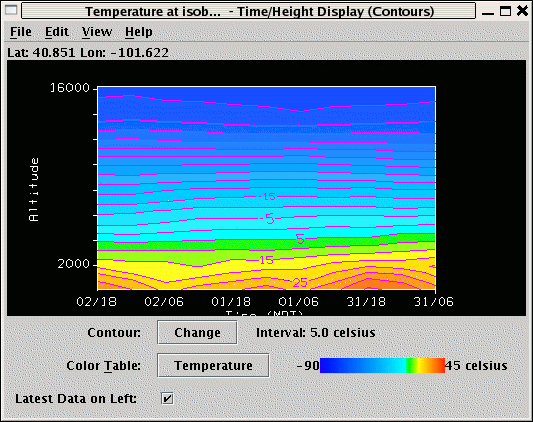 Temperature at isob... - Time/Height Display (Contours)
File Edit View Help
Lat: 40.851 Lon: -101.622
16000
Altitude
-15
-5
5
15
2000
25
02/18 02/06 01/18 01/06 31/18 31/06
Time (MDT)
Contour: Change Interval: 5.0 celsius
Color Table: Temperature -90 45 celsius
Latest Data on Left: